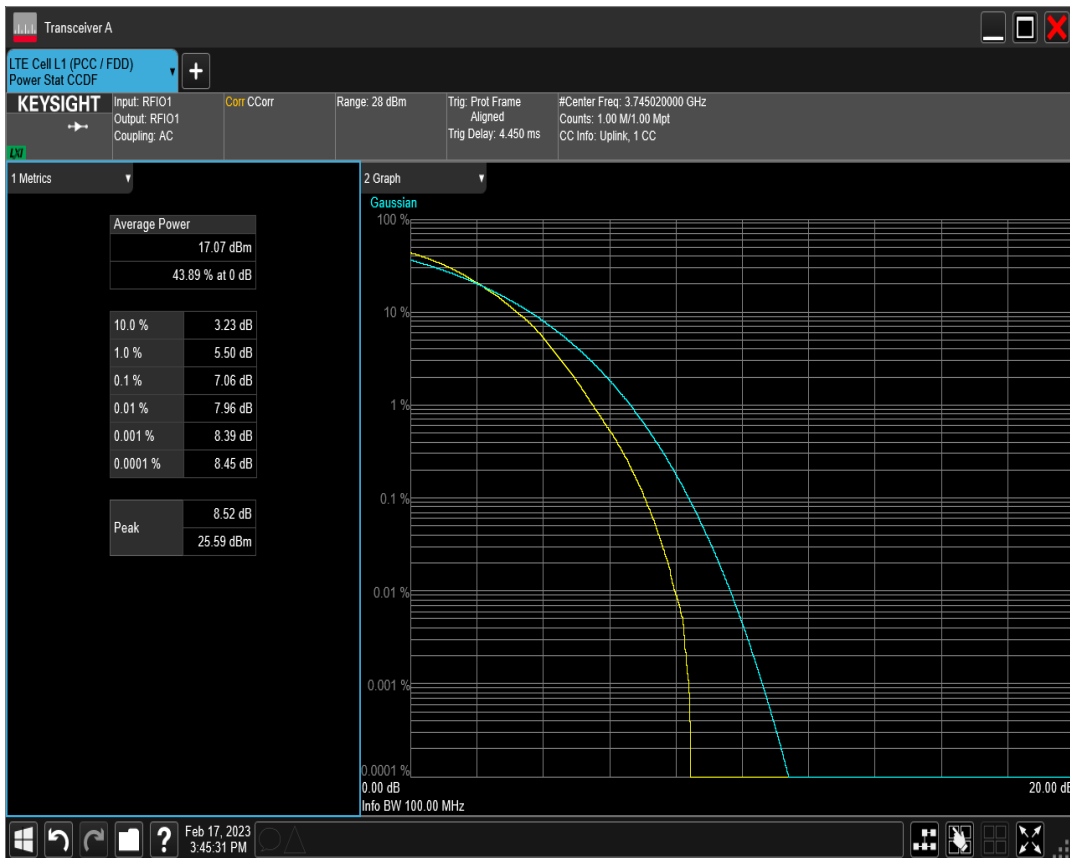 Transceiver A
LTE Cell L1 (PCC / FDD)
Power Stat CCDF
KEYSIGHT
LXI
Input: RFIO1
Output: RFIO1
Coupling: AC
Corr CCorr
Range: 28 dBm
Trig: Prot Frame
Aligned
Trig Delay: 4.450 ms
#Center Freq: 3.745020000 GHz
Counts: 1.00 M/1.00 Mpt
CC Info: Uplink, 1 CC
1 Metrics
Average Power
17.07 dBm
43.89 % at 0 dB
10.0 % 3.23 dB
1.0 % 5.50 dB
0.1 % 7.06 dB
0.01 % 7.96 dB
0.001 % 8.39 dB
0.0001 % 8.45 dB
Peak
8.52 dB
25.59 dBm
2 Graph
Gaussian
100 %
10 %
1 %
0.1 %
0.01 %
0.001 %
0.0001 %
0.00 dB
20.00 dB
Info BW 100.00 MHz
?
Feb 17, 2023
3:45:31 PM